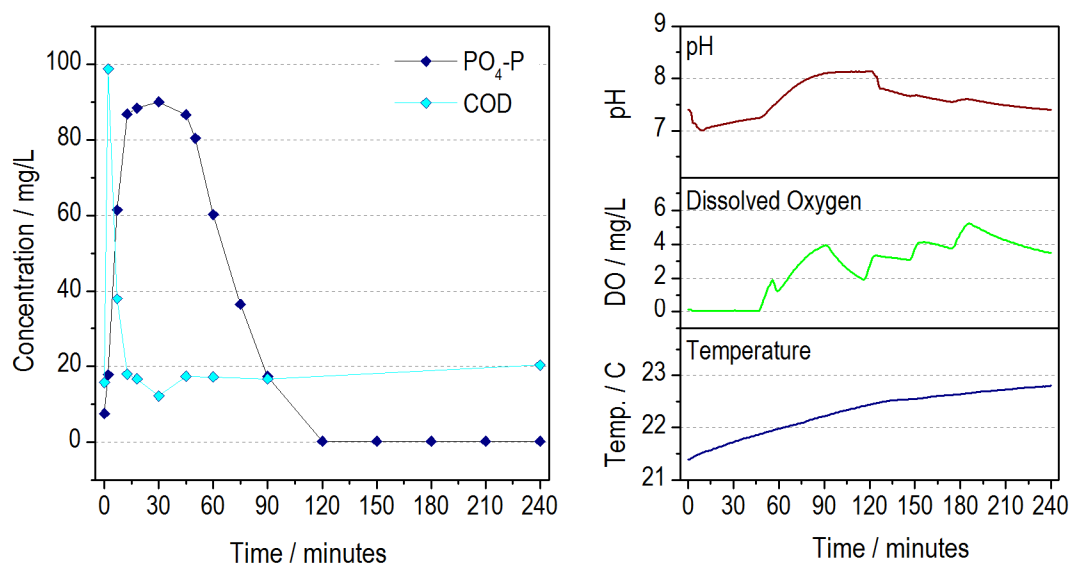 100
80
60
40
20
0
Concentration / mg/L
PO₄-P
COD
0 30 60 90 120 150 180 210 240
Time / minutes
9
8
7
pH
pH
6
4
2
0
DO / mg/L
Dissolved Oxygen
23
22
21
Temp. / C
Temperature
0 30 60 90 120 150 180 210 240
Time / minutes